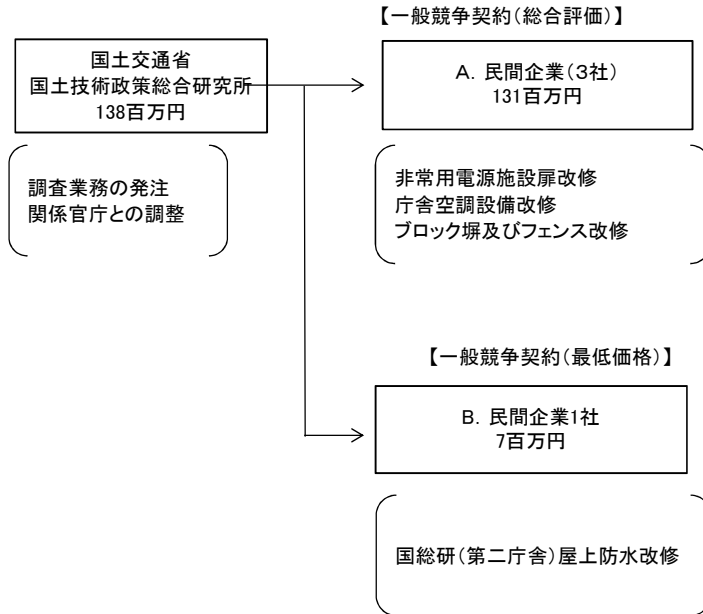 【一般競争契約(総合評価)】
国土交通省
国土技術政策総合研究所
138百万円
A．民間企業(3社)
131百万円
調査業務の発注
関係官庁との調整
非常用電源施設扉改修
庁舎空調設備改修
ブロック塀及びフェンス改修
【一般競争契約(最低価格)】
B．民間企業1社
7百万円
国総研(第二庁舎)屋上防水改修